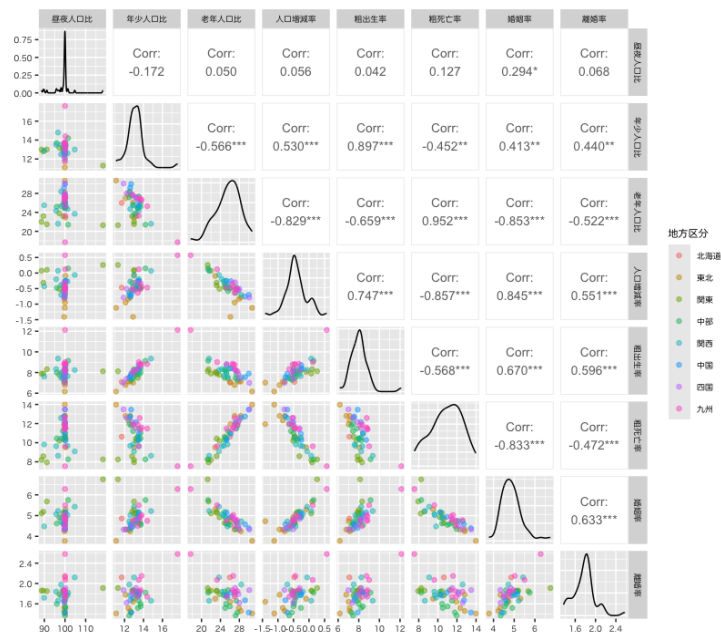 昼夜人口比 年少人口比 老年人口比 人口増減率 粗出生率 粗死亡率 婚姻率 離婚率
0.75
0.50
0.25
0.00
Corr: Corr: Corr: Corr: Corr: Corr: Corr:
-0.172 0.050 0.056 0.042 0.127 0.294* 0.068
昼夜人口比
16
14
12
Corr: Corr: Corr: Corr: Corr: Corr:
-0.566*** 0.530*** 0.897*** -0.452** 0.413** 0.440**
年少人口比
28
24
20
Corr: Corr: Corr: Corr: Corr:
-0.829*** -0.659*** 0.952*** -0.853*** -0.522***
老年人口比
0.5
0.0
-0.5
-1.0
-1.5
Corr: Corr: Corr: Corr:
0.747*** -0.857*** 0.845*** 0.551***
人口増減率
12
10
8
6
Corr: Corr: Corr:
-0.568*** 0.670*** 0.596***
粗出生率
14
12
10
8
Corr: Corr:
-0.833*** -0.472***
粗死亡率
6
5
4
Corr:
0.633***
婚姻率
2.4
2.0
1.6
離婚率
90 100 110 12 14 16 20 24 28 -1.5 -1.0 -0.5 0.0 0.5 6 8 10 12 8 10 12 14 4 5 6 1.6 2.0 2.4
地方区分
北海道
東北
関東
中部
関西
中国
四国
九州